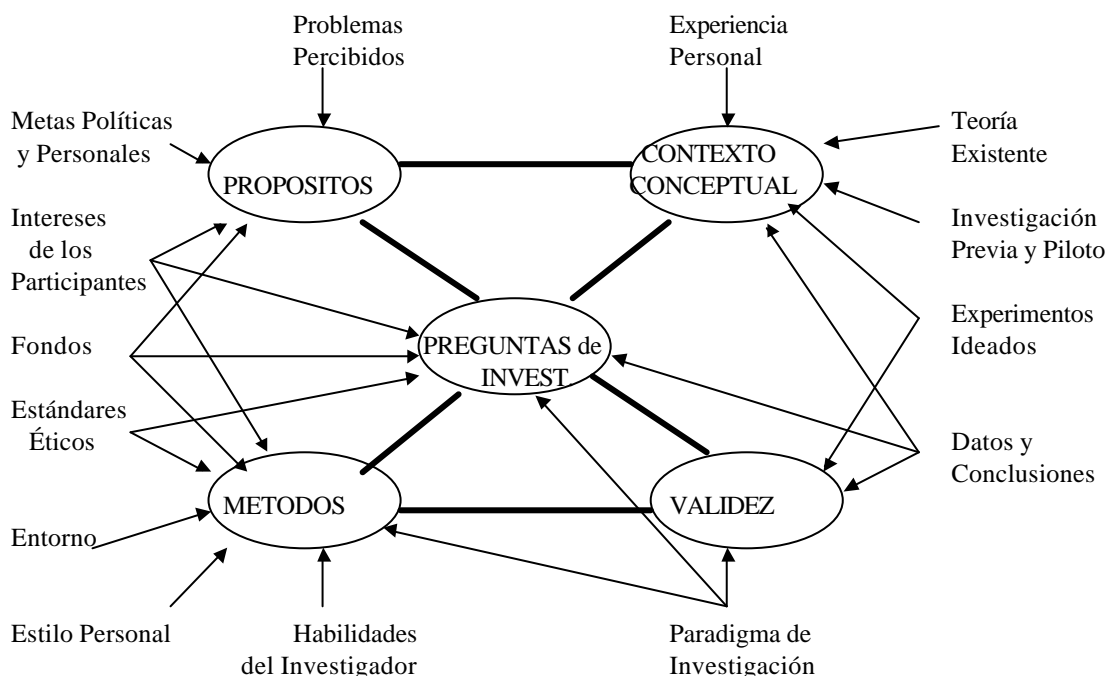 Problemas
Percibidos
Experiencia
Personal
Metas Políticas
y Personales
PROPOSITOS
CONTEXTO
CONCEPTUAL
Teoría
Existente
Intereses
de los
Participantes
Investigación
Previa y Piloto
Fondos
PREGUNTAS de
INVEST.
Experimentos
Ideados
Estándares
Éticos
Datos y
Conclusiones
METODOS
VALIDEZ
Entorno
Estilo Personal
Habilidades
del Investigador
Paradigma de
Investigación